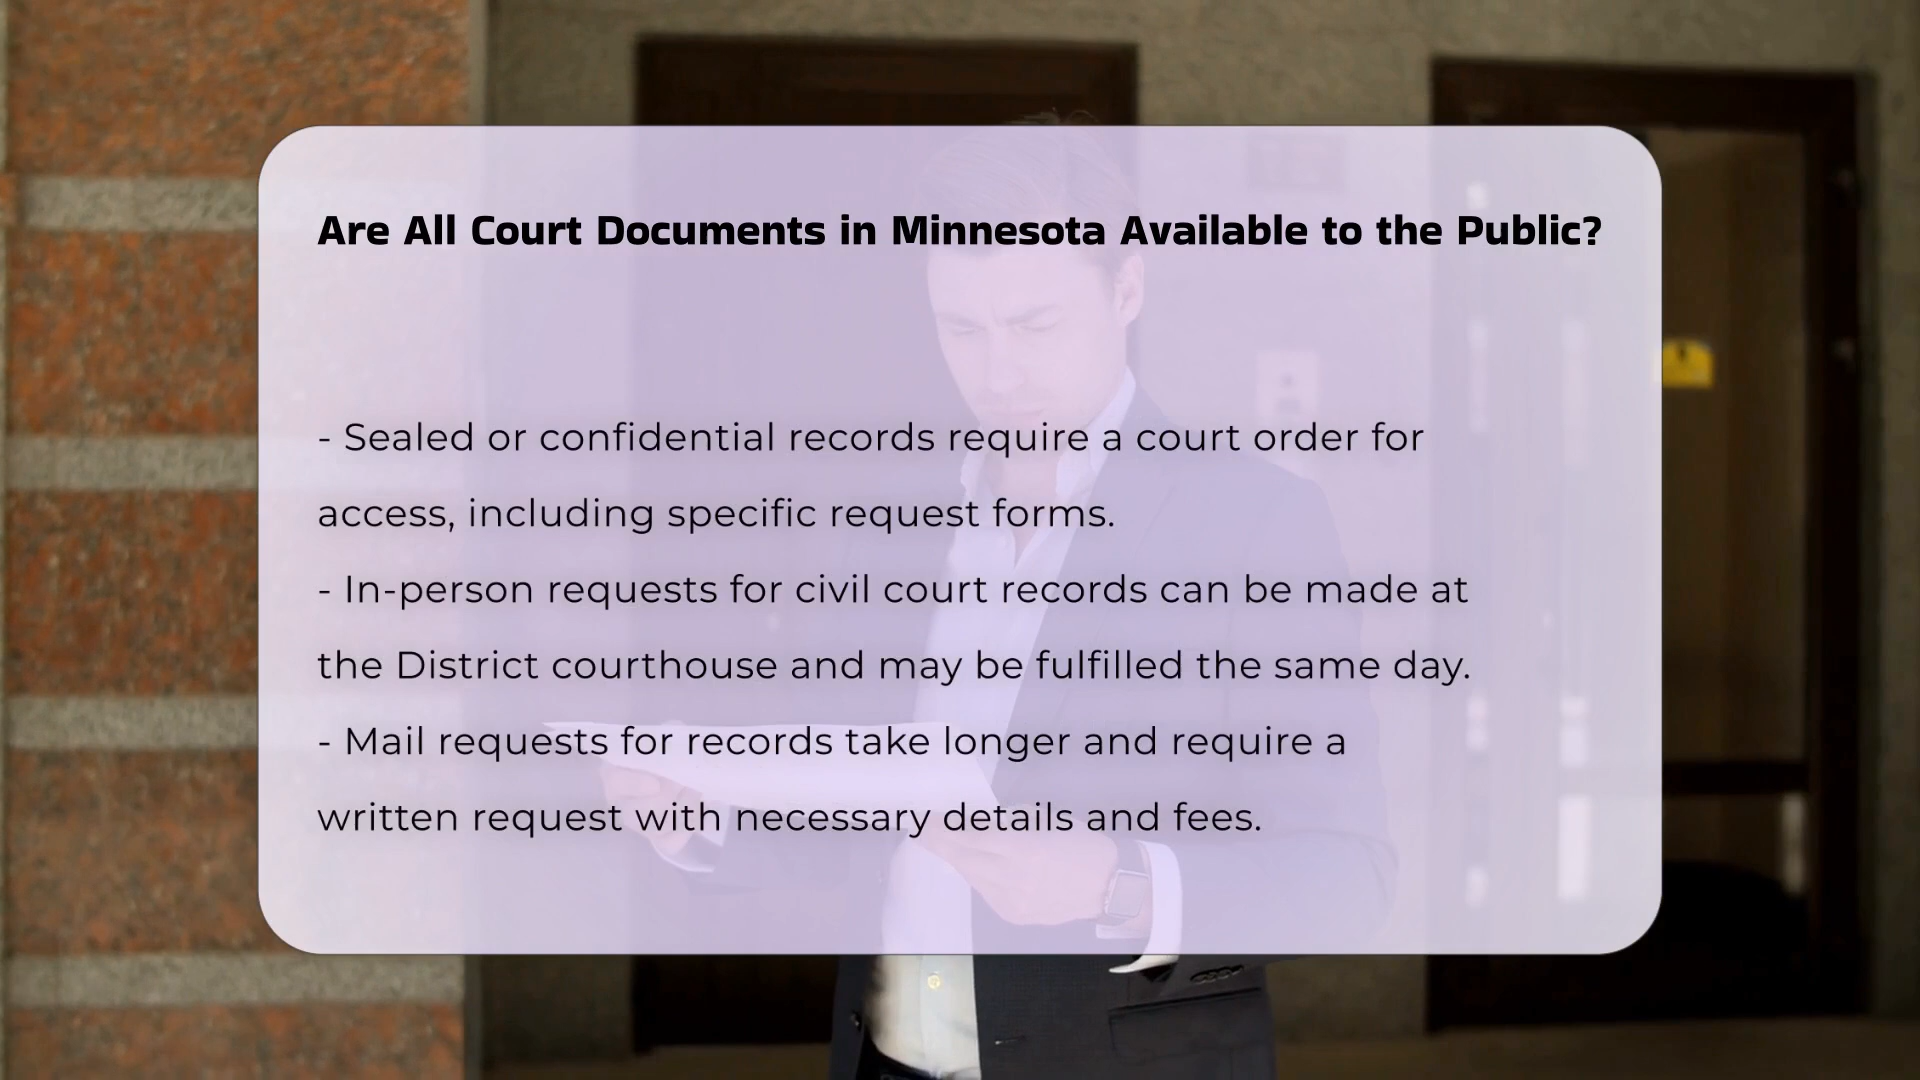 Are All Court Documents in Minnesota Available to the Public?
- Sealed or confidential records require a court order for
access, including specific request forms.
- In-person requests for civil court records can be made at
the District courthouse and may be fulfilled the same day.
- Mail requests for records take longer and require a
written request with necessary details and fees.